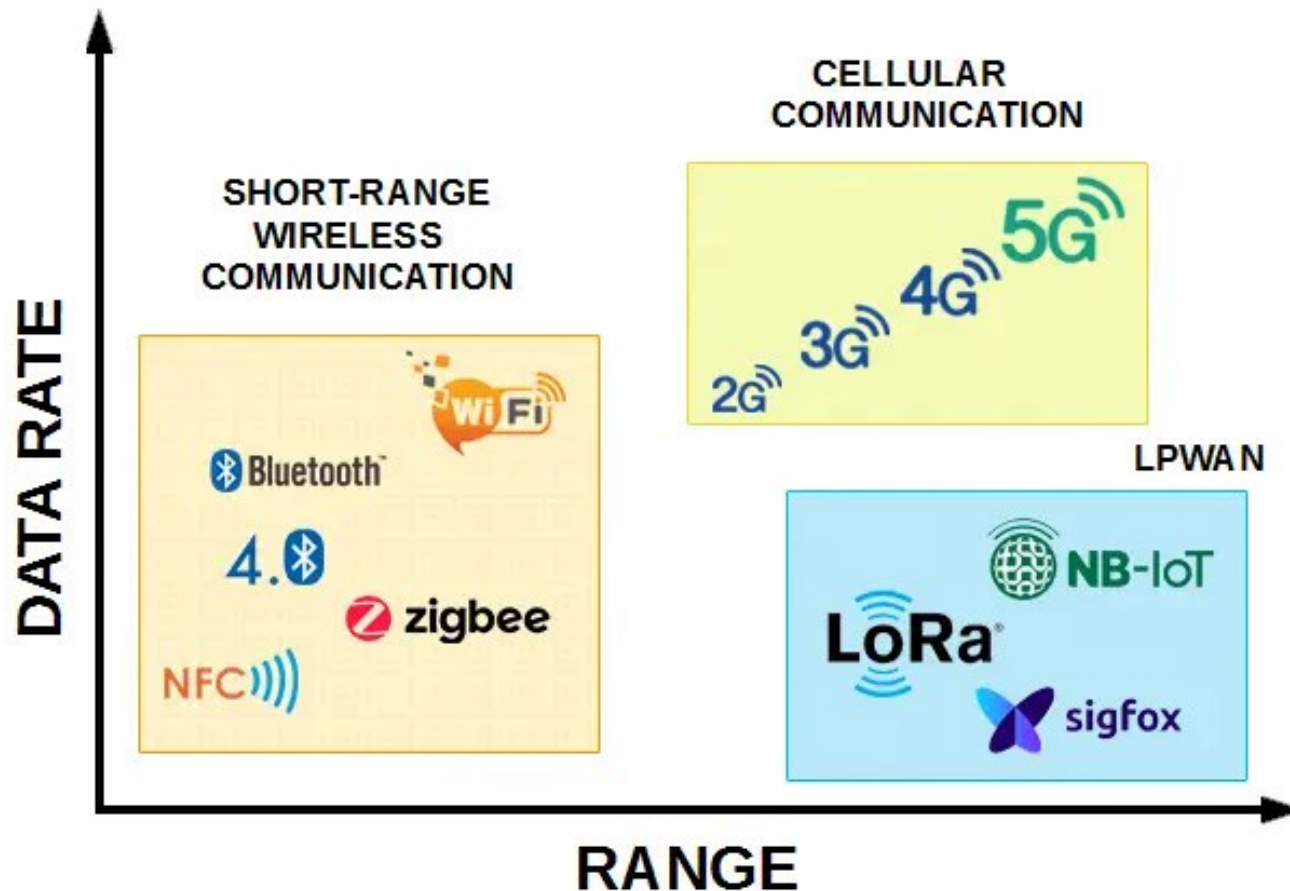 DATA RATE
SHORT-RANGE
WIRELESS
COMMUNICATION
WiFi
Bluetooth™
4.0
zigbee
NFC
CELLULAR
COMMUNICATION
5G
4G
3G
2G
LPWAN
NB-IoT
LoRa®
sigfox
RANGE